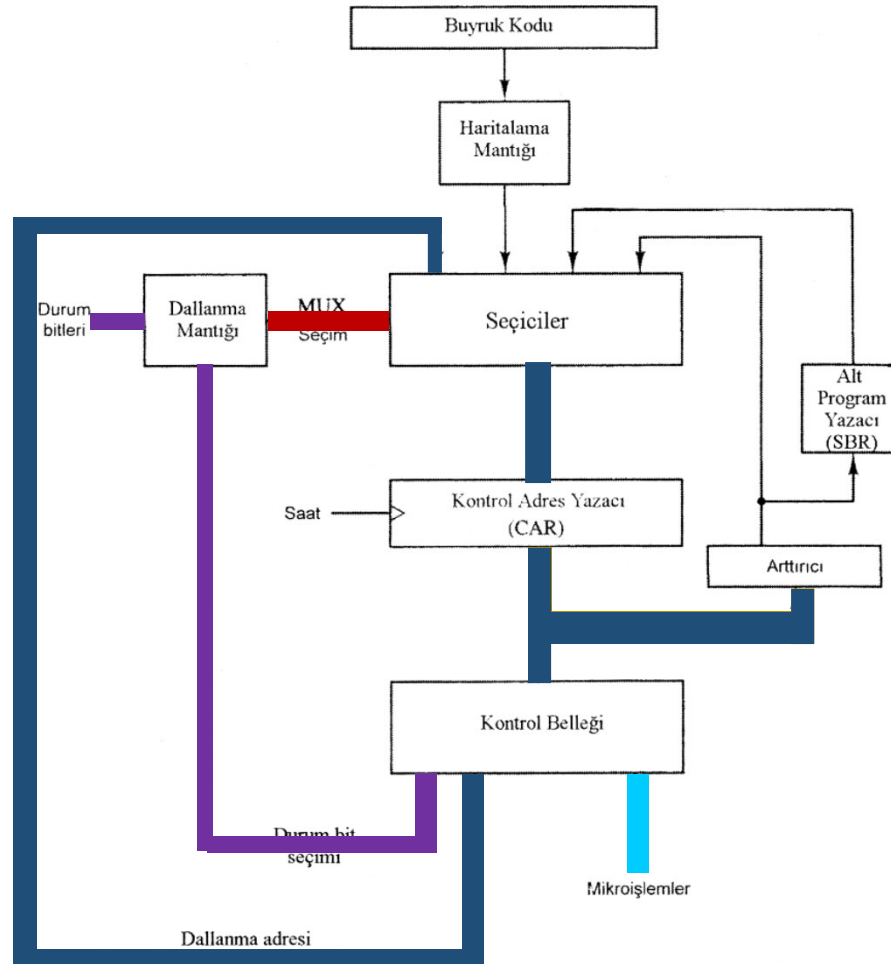 Buyruk Kodu
Haritalama
Mantığı
Durum
bitleri
Dallanma
Mantığı
MUX
Seçim
Seçiciler
Alt
Program
Yazacı
(SBR)
Saat
Kontrol Adres Yazacı
(CAR)
Arttırıcı
Kontrol Belleği
Durum bit
seçimi
Mikroişlemler
Dallanma adresi